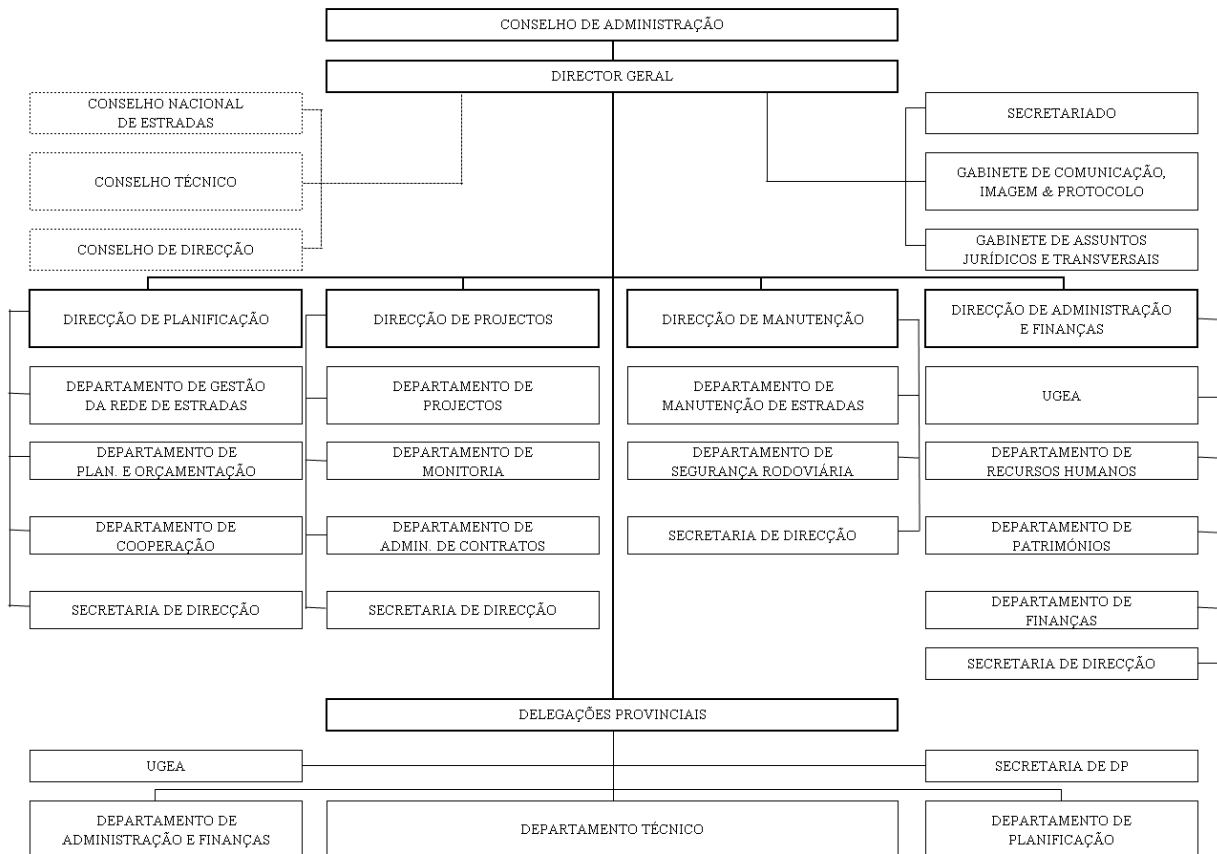 CONSELHO DE ADMINISTRAÇÃO
DIRECTOR GERAL
CONSELHO NACIONAL
DE ESTRADAS
SECRETARIADO
CONSELHO TÉCNICO
GABINETE DE COMUNICAÇÃO,
IMAGEM & PROTOCOLO
CONSELHO DE DIRECÇÃO
GABINETE DE ASSUNTOS
JURÍDICOS E TRANSVERSAIS
DIRECÇÃO DE PLANIFICAÇÃO
DIRECÇÃO DE PROJECTOS
DIRECÇÃO DE MANUTENÇÃO
DIRECÇÃO DE ADMINISTRAÇÃO
E FINANÇAS
DEPARTAMENTO DE GESTÃO
DA REDE DE ESTRADAS
DEPARTAMENTO DE
PROJECTOS
DEPARTAMENTO DE
MANUTENÇÃO DE ESTRADAS
UGEA
DEPARTAMENTO DE
PLAN. E ORÇAMENTAÇÃO
DEPARTAMENTO DE
MONITORIA
DEPARTAMENTO DE
SEGURANÇA RODOVIÁRIA
DEPARTAMENTO DE
RECURSOS HUMANOS
DEPARTAMENTO DE
COOPERAÇÃO
DEPARTAMENTO DE
ADMIN. DE CONTRATOS
SECRETARIA DE DIRECÇÃO
DEPARTAMENTO DE
PATRIMÓNIOS
SECRETARIA DE DIRECÇÃO
SECRETARIA DE DIRECÇÃO
DEPARTAMENTO DE
FINANÇAS
SECRETARIA DE DIRECÇÃO
DELEGAÇÕES PROVINCIAIS
UGEA
SECRETARIA DE DP
DEPARTAMENTO DE
ADMINISTRAÇÃO E FINANÇAS
DEPARTAMENTO TÉCNICO
DEPARTAMENTO DE
PLANIFICAÇÃO